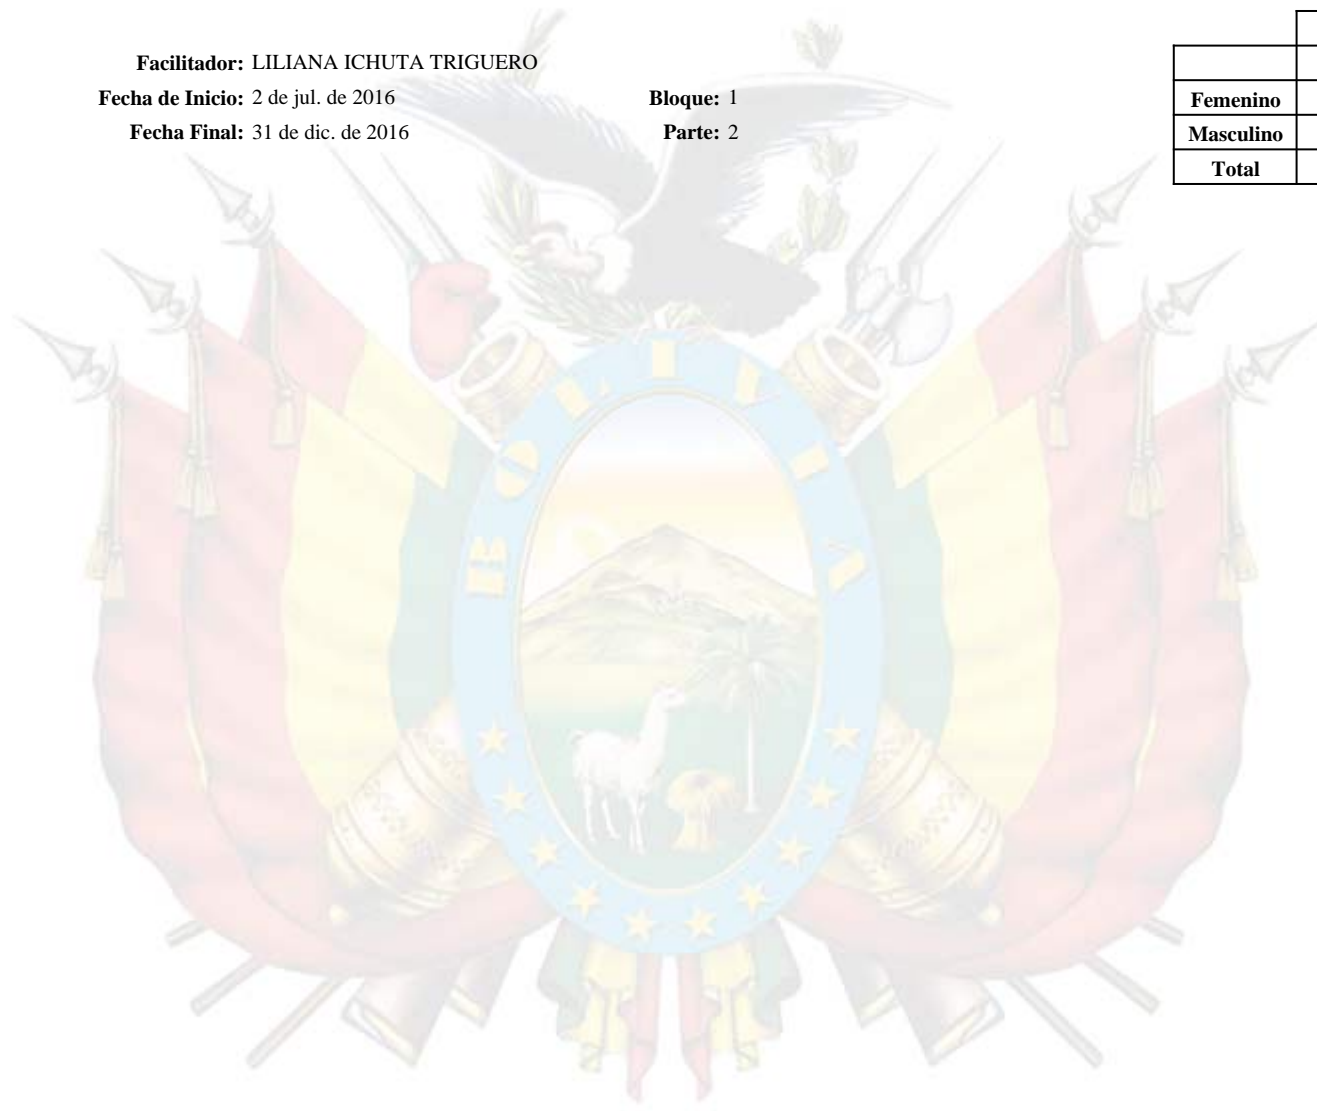 Facilitador: LILIANA ICHUTA TRIGUERO
Fecha de Inicio: 2 de jul. de 2016
Bloque: 1
Fecha Final: 31 de dic. de 2016
Parte: 2
Femenino
Masculino
Total
BOLIVIA